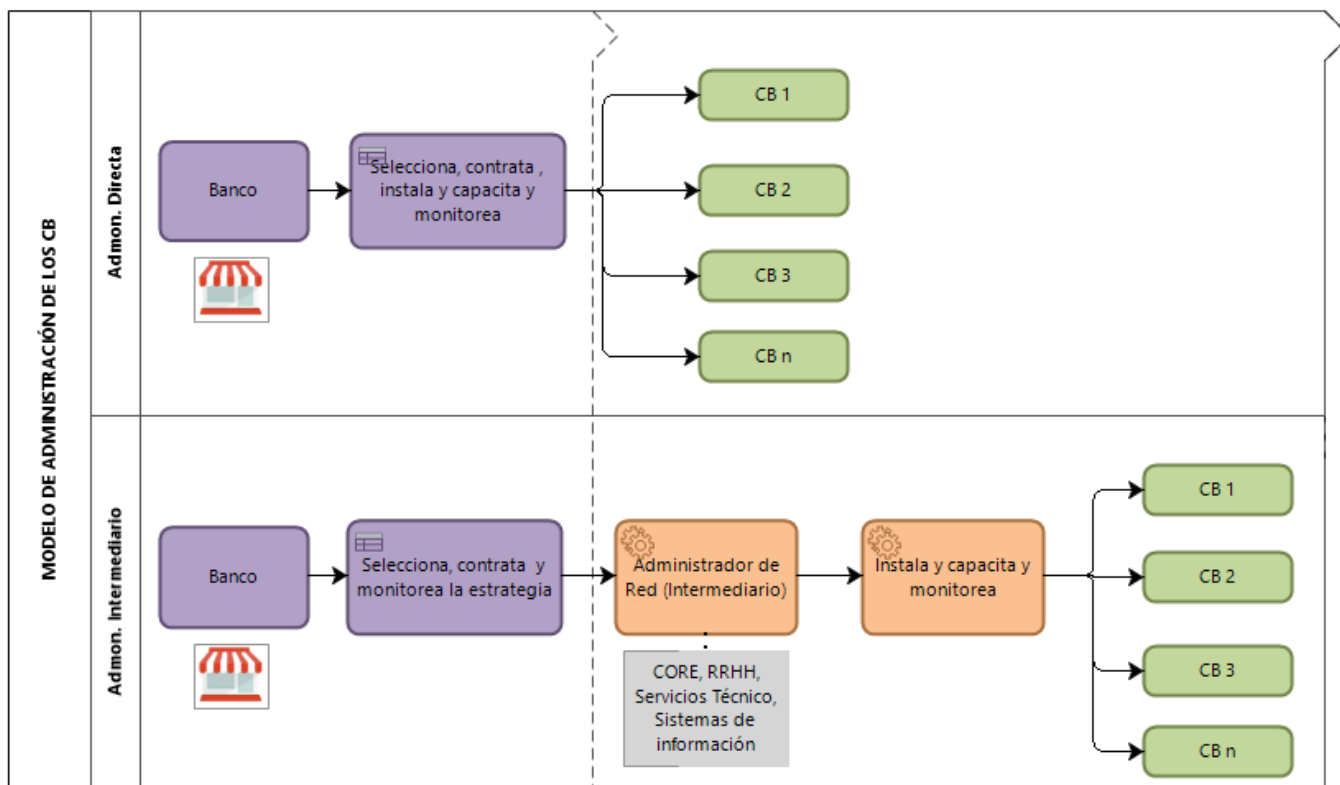 MODELO DE ADMINISTRACIÓN DE LOS CB
Admon. Directa
Banco
Selecciona, contrata ,
instala y capacita y
monitorea
CB 1
CB 2
CB 3
CB n
Admon. Intermediario
Banco
Selecciona, contrata y
monitorea la estrategia
Administrador de
Red (Intermediario)
CORE, RRHH,
Servicios Técnico,
Sistemas de
información
Instala y capacita y
monitorea
CB 1
CB 2
CB 3
CB n